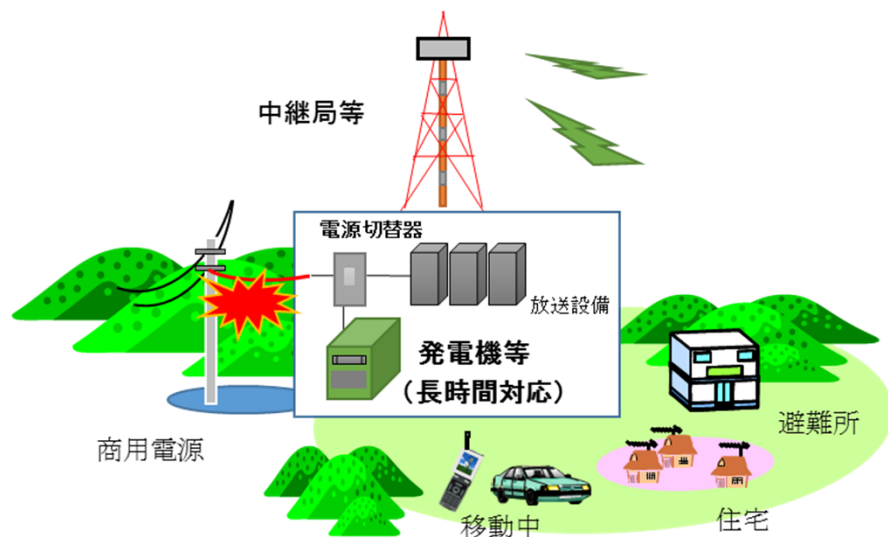 中継局等
電源切替器
放送設備
発電機等
（長時間対応）
商用電源
避難所
移動中
住宅